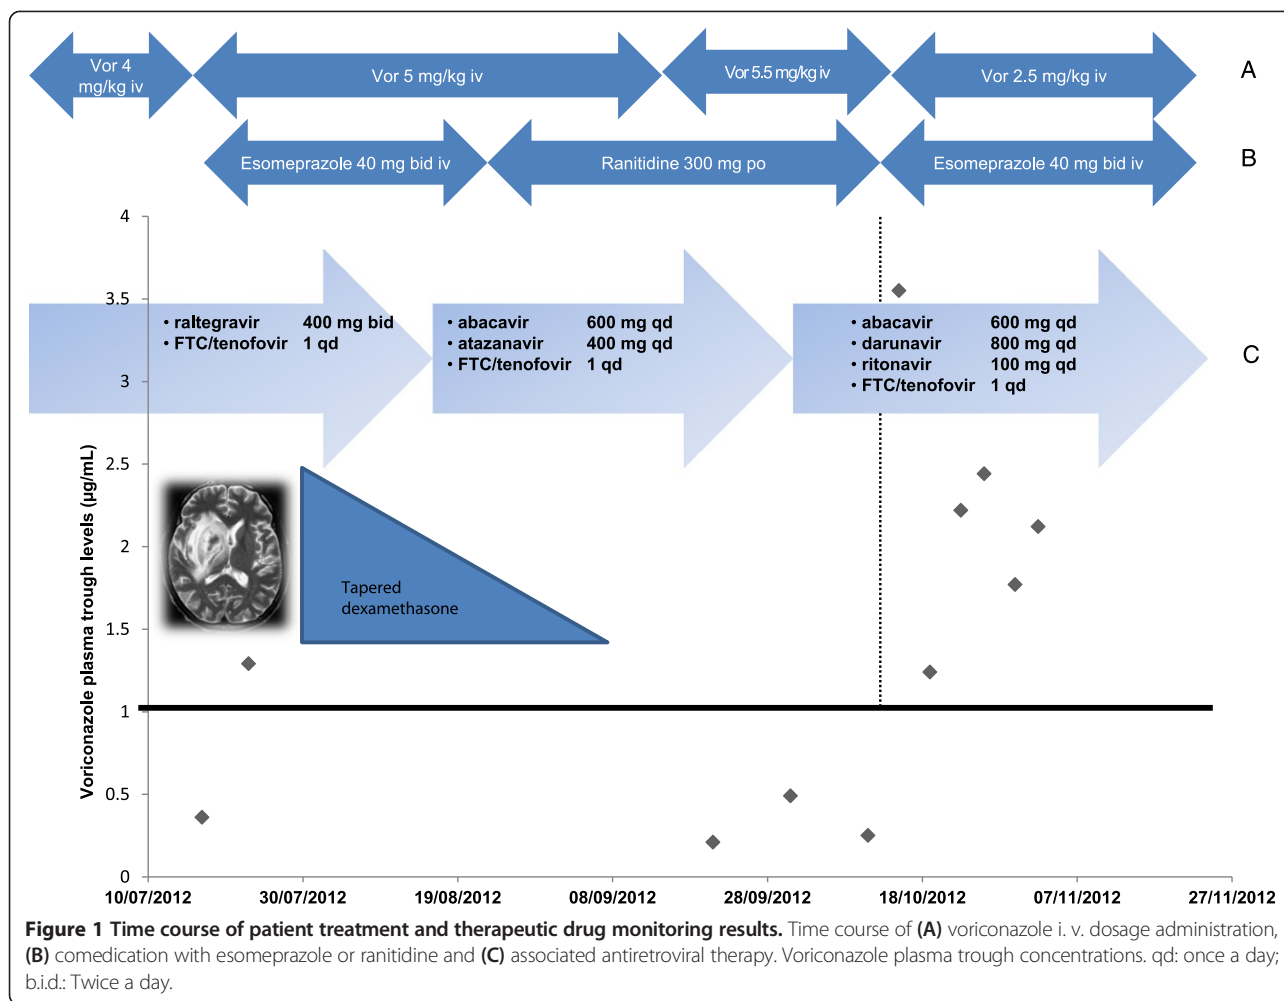 Vor 4
mg/kg iv
Vor 5 mg/kg iv
Vor 5.5 mg/kg iv
Vor 2.5 mg/kg iv
A
Esomeprazole 40 mg bid iv
Ranitidine 300 mg po
Esomeprazole 40 mg bid iv
B
• raltegravir 400 mg bid
• FTC/tenofovir 1 qd
• abacavir 600 mg qd
• atazanavir 400 mg qd
• FTC/tenofovir 1 qd
• abacavir 600 mg qd
• darunavir 800 mg qd
• ritonavir 100 mg qd
• FTC/tenofovir 1 qd
C
Voriconazole plasma trough levels (µg/mL)
4
3.5
3
2.5
2
1.5
1
0.5
0
Tapered
dexamethasone
10/07/2012 30/07/2012 19/08/2012 08/09/2012 28/09/2012 18/10/2012 07/11/2012 27/11/2012
Figure 1 Time course of patient treatment and therapeutic drug monitoring results. Time course of (A) voriconazole i. v. dosage administration,
(B) comedication with esomeprazole or ranitidine and (C) associated antiretroviral therapy. Voriconazole plasma trough concentrations. qd: once a day;
b.i.d.: Twice a day.